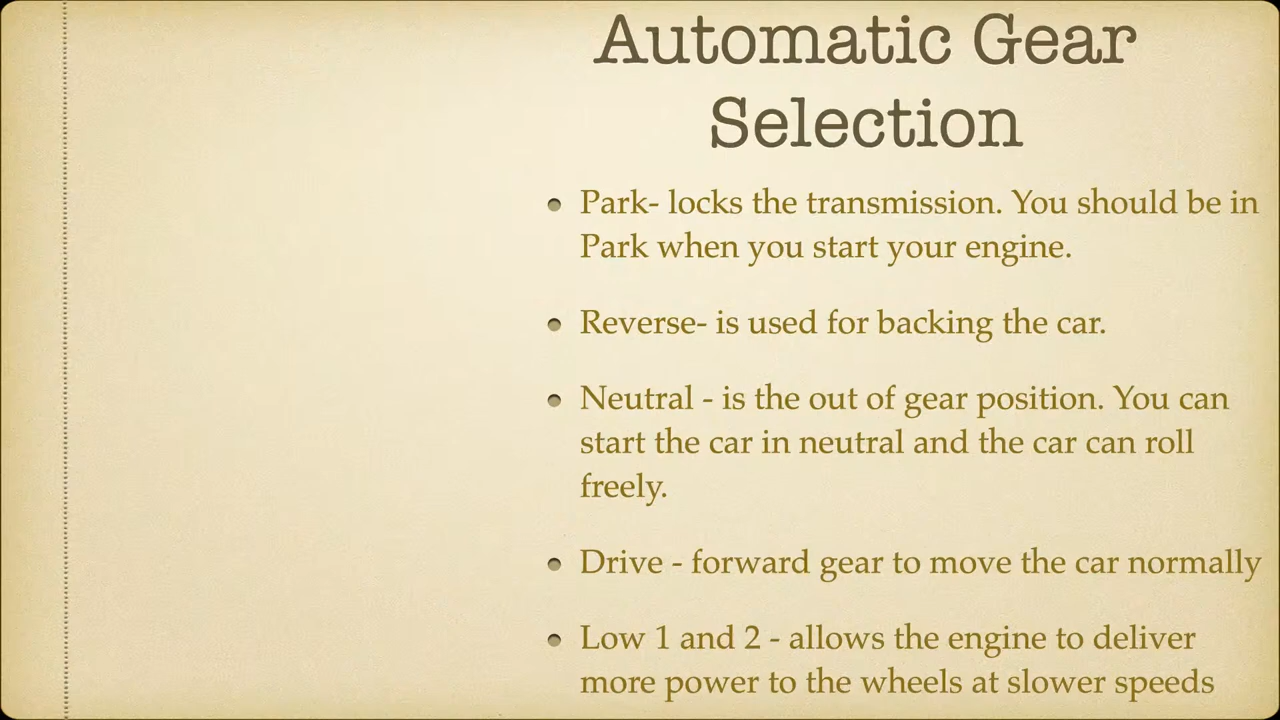 Automatic Gear
Selection
• Park- locks the transmission. You should be in
Park when you start your engine.
• Reverse- is used for backing the car.
• Neutral - is the out of gear position. You can
start the car in neutral and the car can roll
freely.
• Drive - forward gear to move the car normally
• Low 1 and 2 - allows the engine to deliver
more power to the wheels at slower speeds